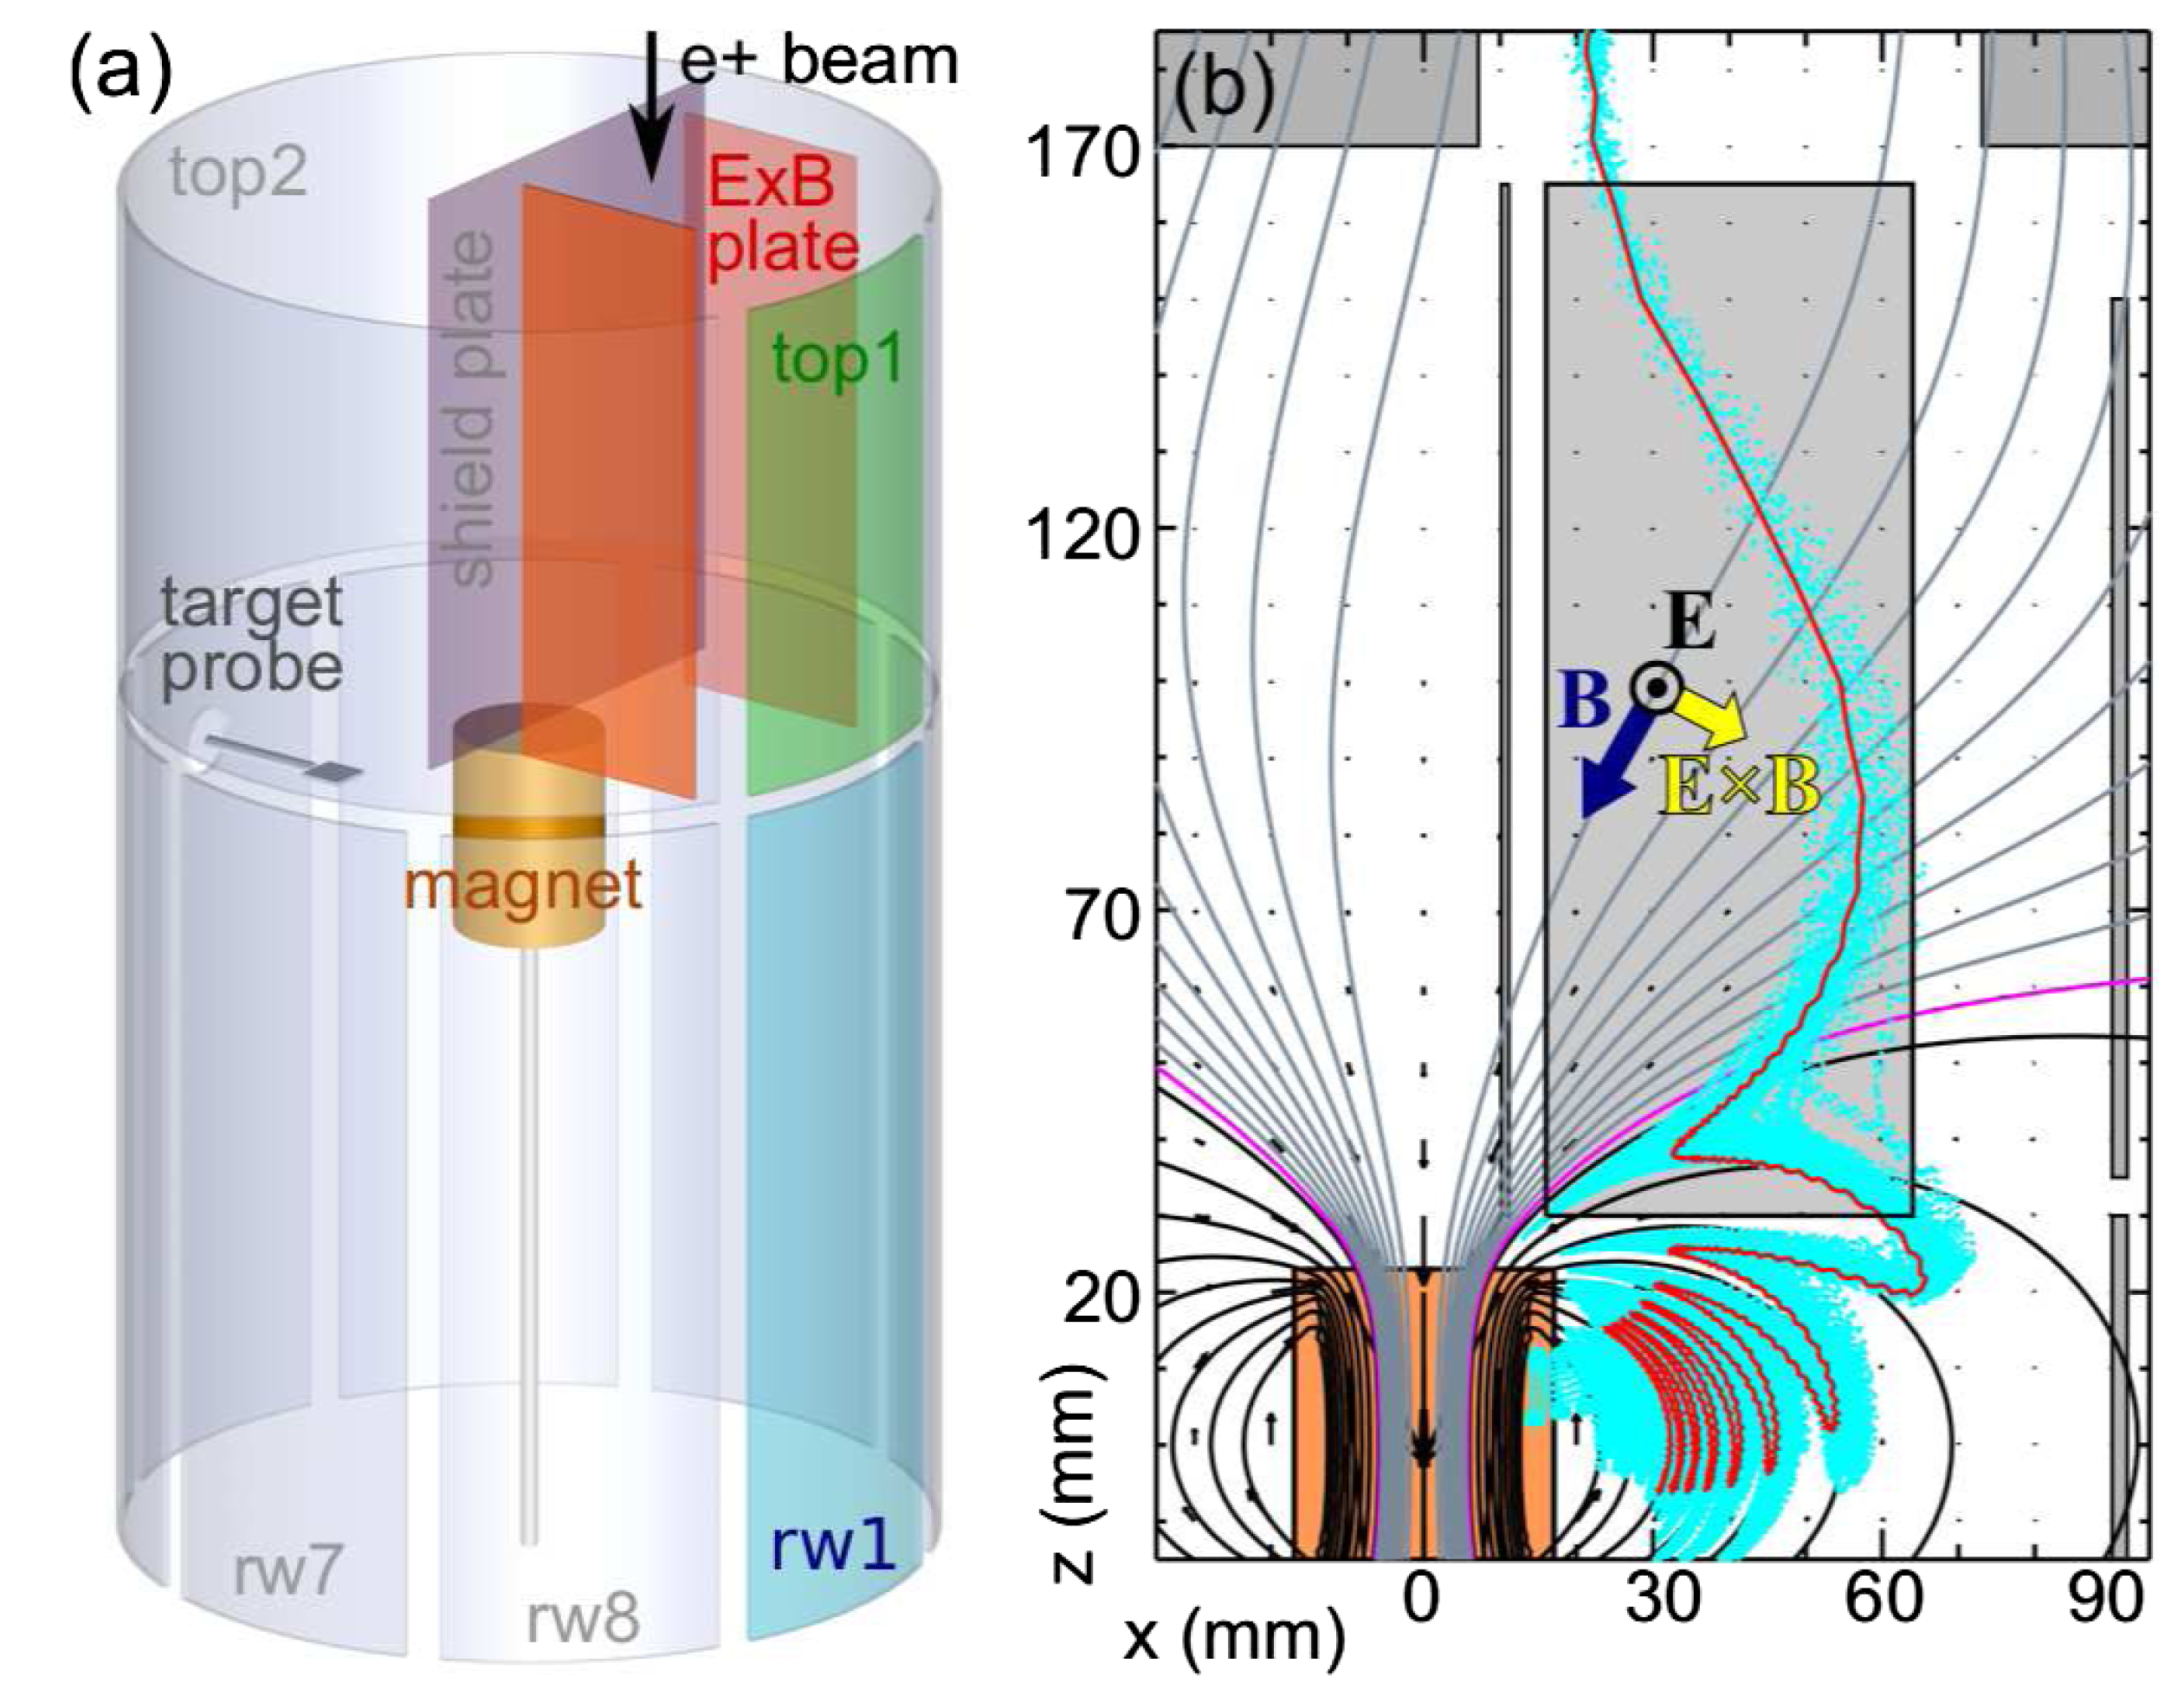 (a)
e+ beam
top2
ExB
plate
shield plate
top1
target
probe
magnet
rw7
rw8
rw1
(b)
170
120
70
20
z (mm)
E
B
E×B
0
30
60
90
x (mm)